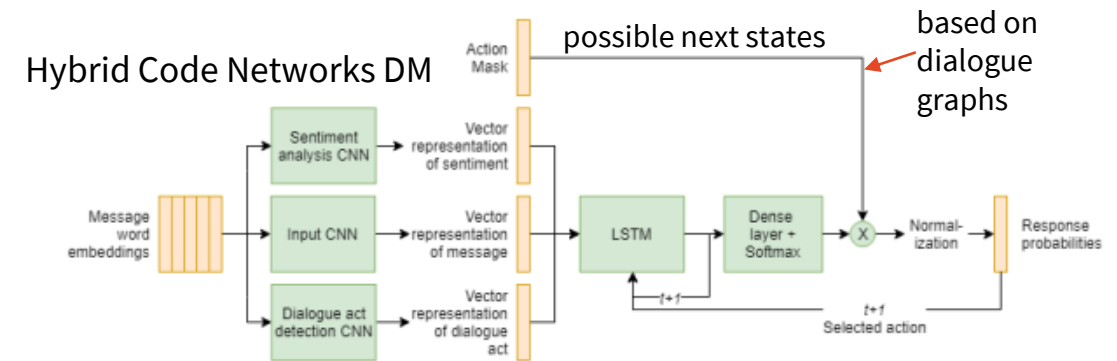 Hybrid Code Networks DM
Action
Mask
possible next states
based on
dialogue
graphs
Message
word
embeddings
Sentiment
analysis CNN
Vector
representation
of sentiment
Input CNN
Vector
representation
of message
Dialogue act
detection CNN
Vector
representation
of dialogue
act
LSTM
t+1
Dense
layer +
Softmax
X
Normal-
ization
Response
probabilities
t+1
Selected action